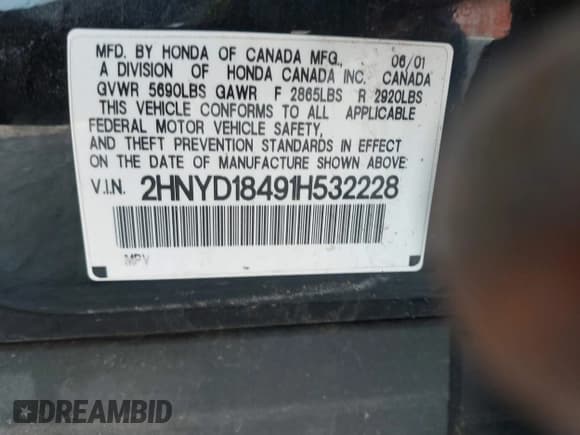 MFD. BY HONDA OF CANADA MFG., 06/01
A DIVISION OF HONDA CANADA INC. CANADA
GVWR 5690LBS GAWR F 2865LBS R 2920LBS
THIS VEHICLE CONFORMS TO ALL APPLICABLE
FEDERAL MOTOR VEHICLE SAFETY,
AND THEFT PREVENTION STANDARDS IN EFFECT
ON THE DATE OF MANUFACTURE SHOWN ABOVE:
V.I.N. 2HNYD18491H532228
MPV
DREAMBID